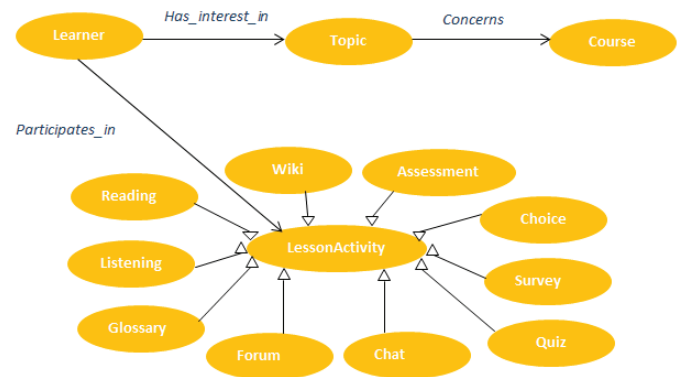 Has_interest_in
Concerns
Learner
Topic
Course
Participates_in
Wiki
Assessment
Reading
Choice
LessonActivity
Listening
Survey
Glossary
Forum
Chat
Quiz